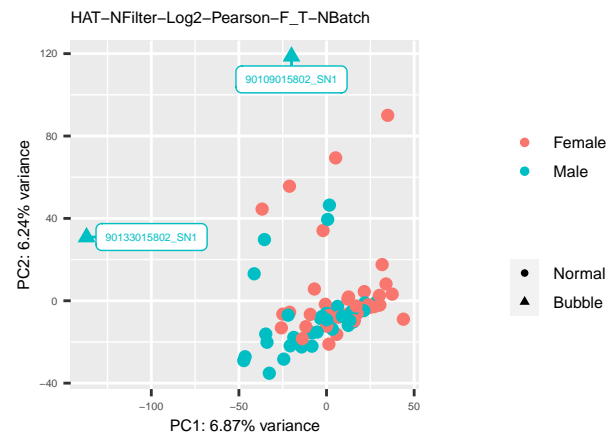 HAT−NFilter−Log2−Pearson−F_T−NBatch
120
90109015802_SN1
80
40
90133015802_SN1
0
−40
PC2: 6.24% variance
−100
−50
0
50
PC1: 6.87% variance
Female
Male
Normal
Bubble